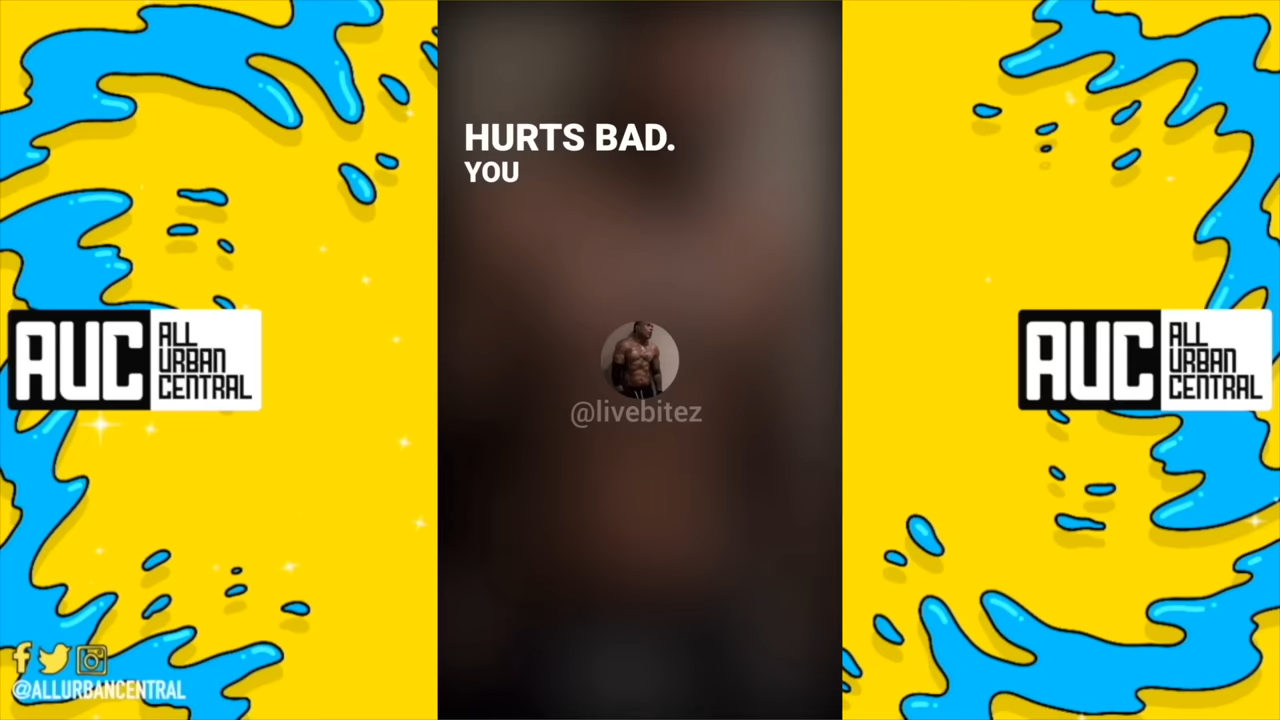 HURTS BAD.
YOU
@livebitez
AUC ALL
URBAN
CENTRAL
AUC ALL
URBAN
CENTRAL
@ALLURBANCENTRAL